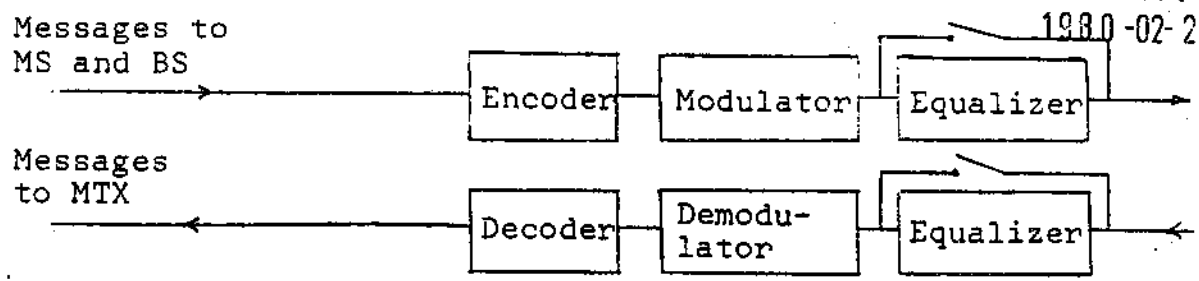 1980-02-2
Messages to
MS and BS
Encoder
Modulator
Equalizer
Messages
to MTX
Decoder
Demodu-
lator
Equalizer